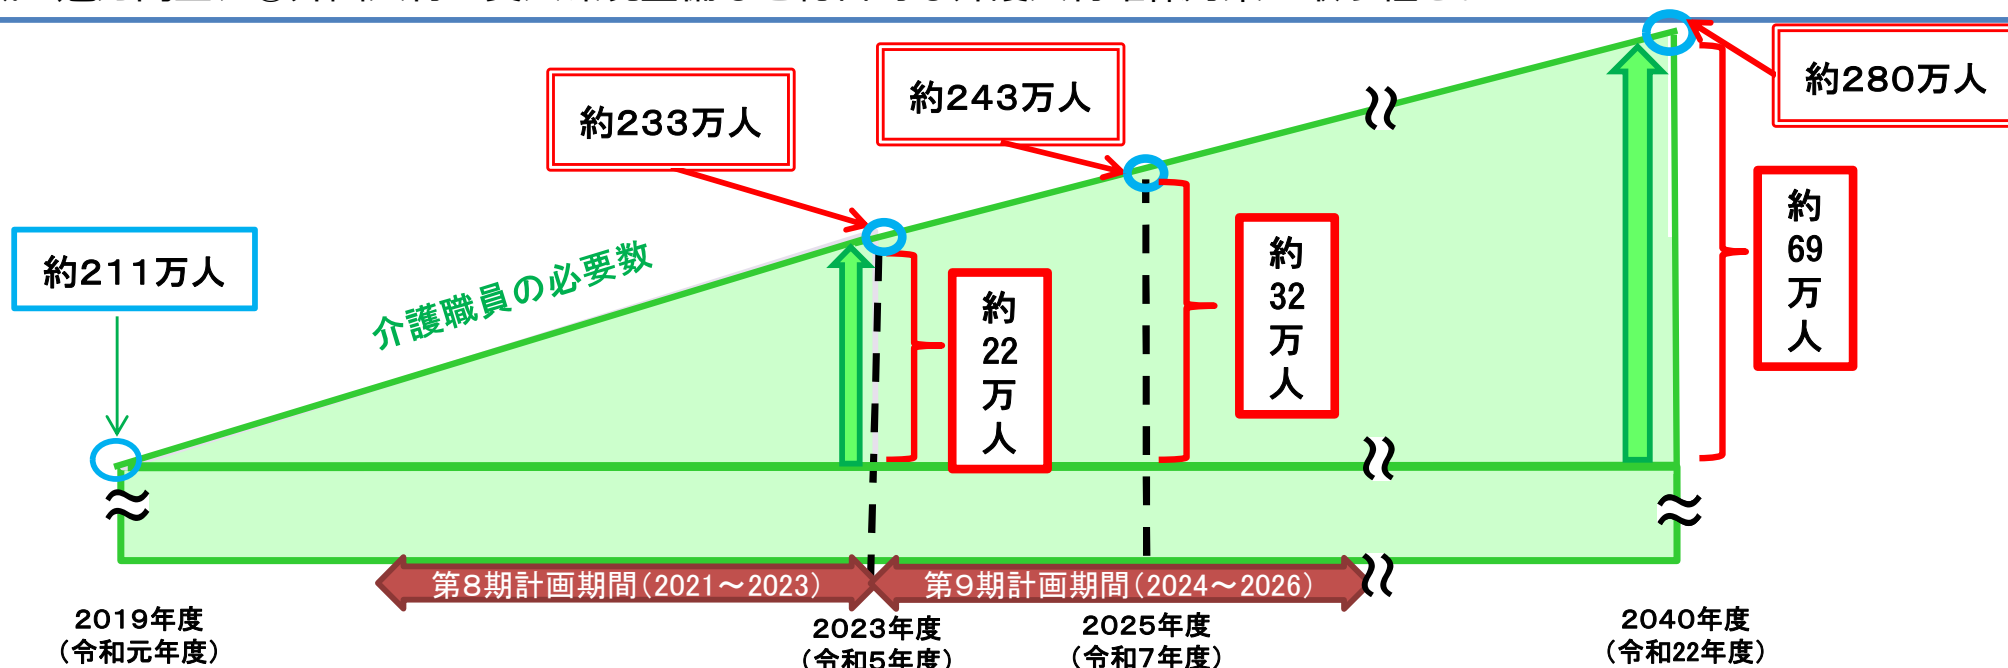 約280万人
約243万人
約233万人
約211万人
介護職員の必要数
約
22
万
人
約
32
万
人
約
69
万
人
第8期計画期間(2021～2023)
第9期計画期間(2024～2026)
2019年度
(令和元年度)
2023年度
(令和5年度)
2025年度
(令和7年度)
2040年度
(令和22年度)